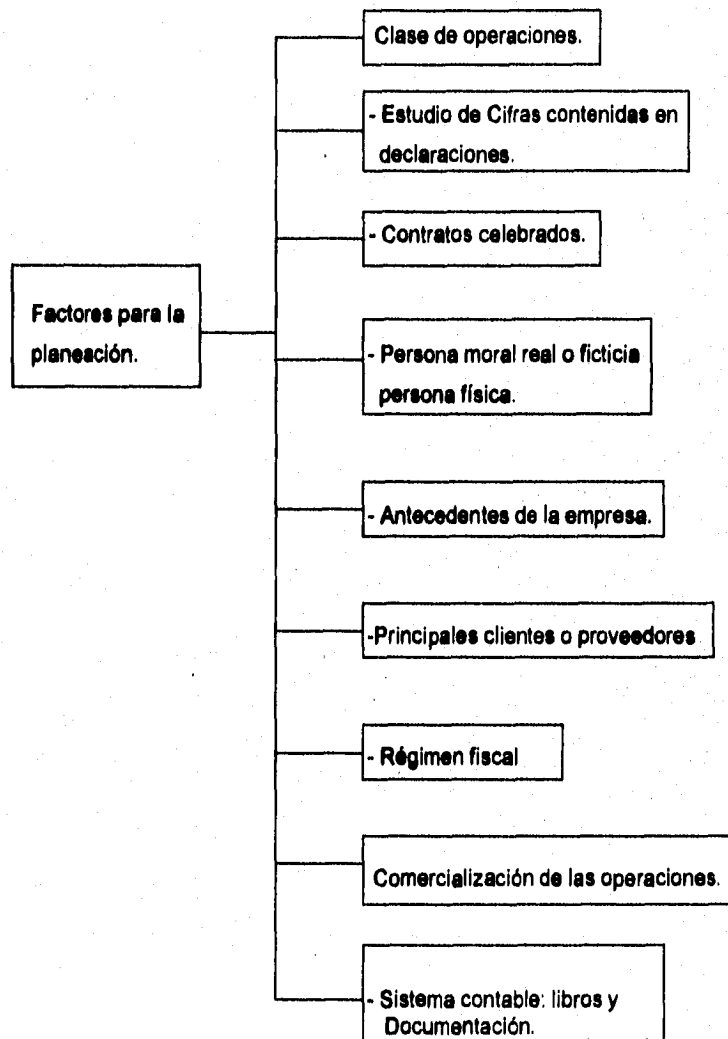 Clase de operaciones.
- Estudio de Cifras contenidas en
declaraciones.
- Contratos celebrados.
Factores para la
planeación.
- Persona moral real o ficticia
persona física.
- Antecedentes de la empresa.
-Principales clientes o proveedores
- Régimen fiscal
Comercialización de las operaciones.
- Sistema contable: libros y
Documentación.